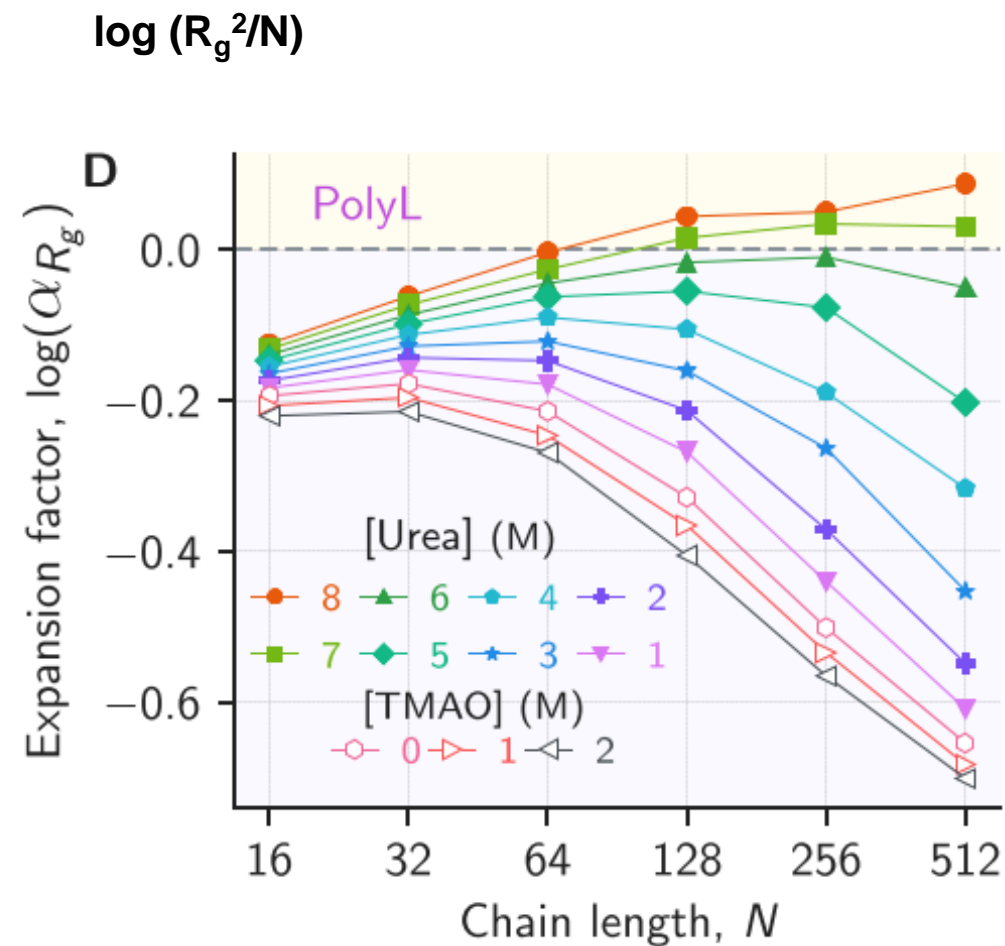 log (Rg²/N)
D
PolyL
Expansion factor, log(αRg)
0.0
−0.2
−0.4
−0.6
[Urea] (M)
8 6 4 2
7 5 3 1
[TMAO] (M)
0 1 2
16 32 64 128 256 512
Chain length, N